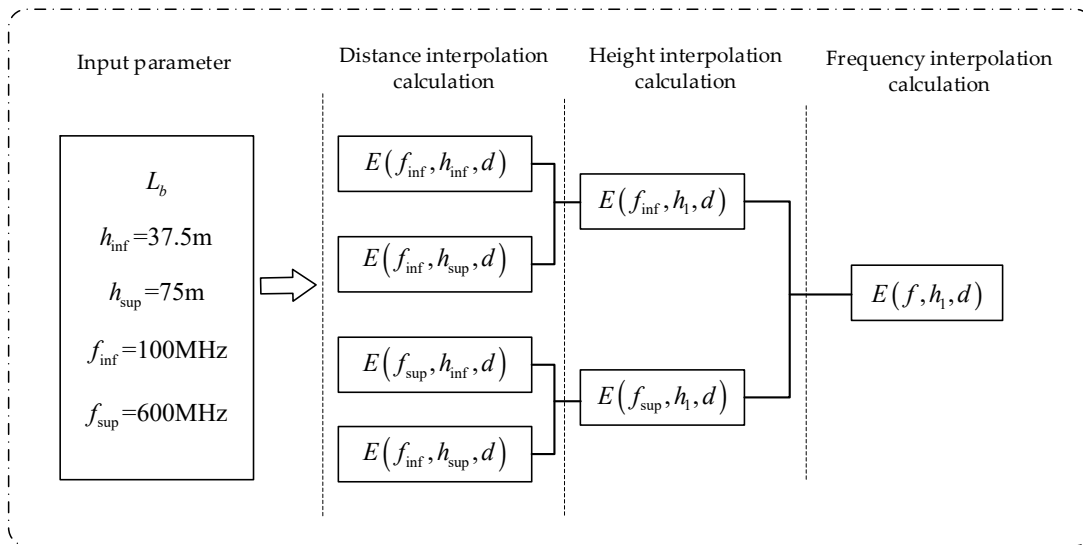 Input parameter
L_b
h_inf=37.5m
h_sup=75m
f_inf=100MHz
f_sup=600MHz
Distance interpolation
calculation
E(f_inf, h_inf, d)
E(f_inf, h_sup, d)
E(f_sup, h_inf, d)
E(f_inf, h_sup, d)
Height interpolation
calculation
E(f_inf, h_1, d)
E(f_sup, h_1, d)
Frequency interpolation
calculation
E(f, h_1, d)